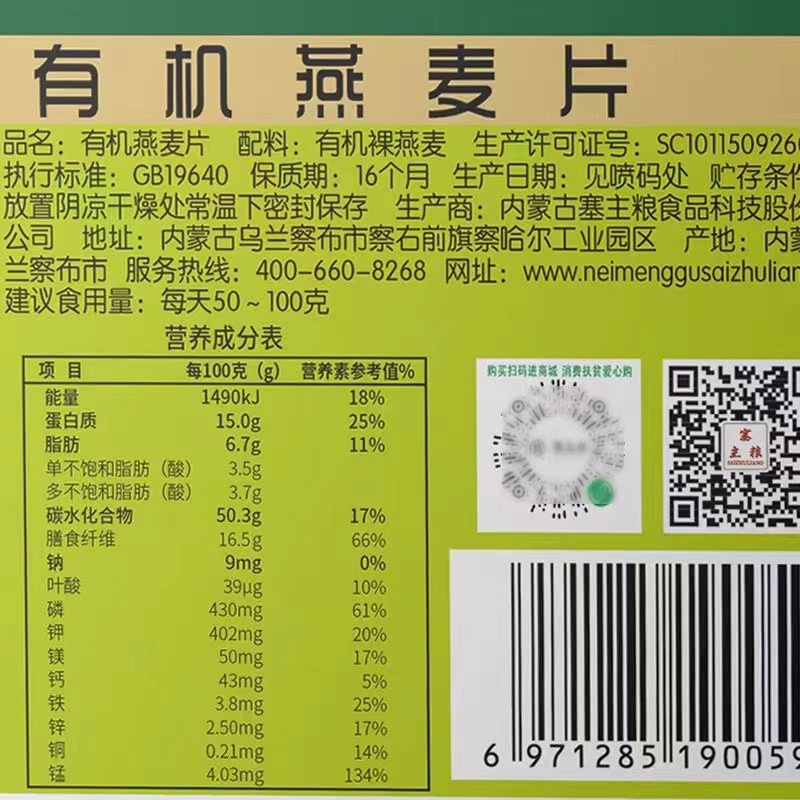 有机燕麦片
品名：有机燕麦片 配料：有机裸燕麦 生产许可证号：SC1011509260
执行标准：GB19640 保质期：16个月 生产日期：见喷码处 贮存条件
放置阴凉干燥处常温下密封保存 生产商：内蒙古塞主粮食品科技股份
公司 地址：内蒙古乌兰察布市察右前旗察哈尔工业园区 产地：内蒙
兰察布市 服务热线：400-660-8268 网址：www.neimenggusaizhulian
建议食用量：每天50～100克
营养成分表
项 目 每100克（g） 营养素参考值%
能量 1490kJ 18%
蛋白质 15.0g 25%
脂肪 6.7g 11%
单不饱和脂肪（酸） 3.5g
多不饱和脂肪（酸） 3.7g
碳水化合物 50.3g 17%
膳食纤维 16.5g 66%
钠 9mg 0%
叶酸 39μg 10%
磷 430mg 61%
钾 402mg 20%
镁 50mg 17%
钙 43mg 5%
铁 3.8mg 25%
锌 2.50mg 17%
铜 0.21mg 14%
锰 4.03mg 134%
购买扫码进商城 消费扶贫爱心购
塞
主粮
SAIZHULIANG
6 971285 190059